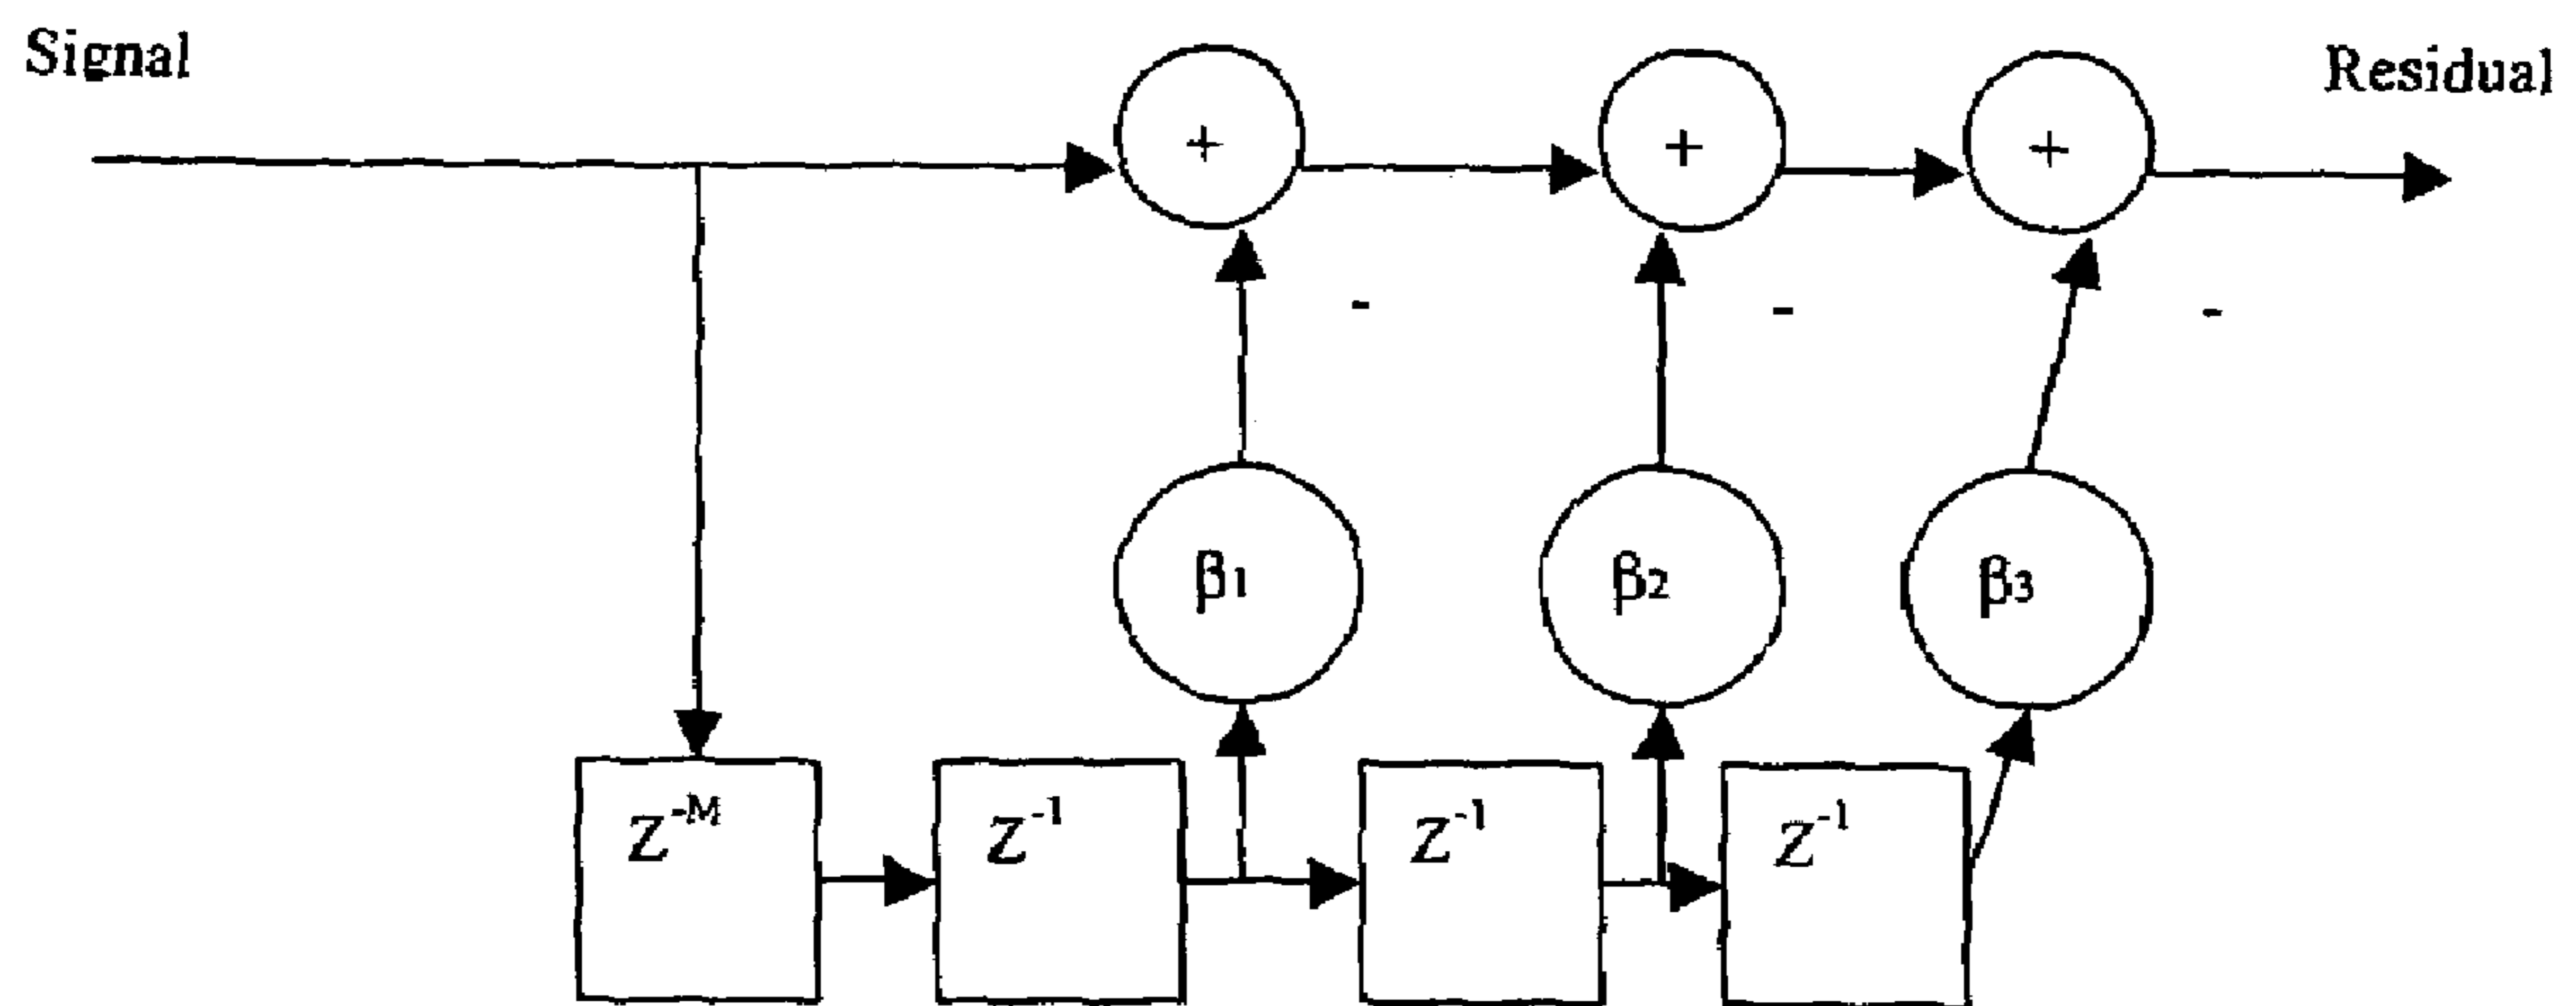 Signal
Residual
+
+
+
-
-
-
β1
β2
β3
Z^-M
Z^-1
Z^-1
Z^-1